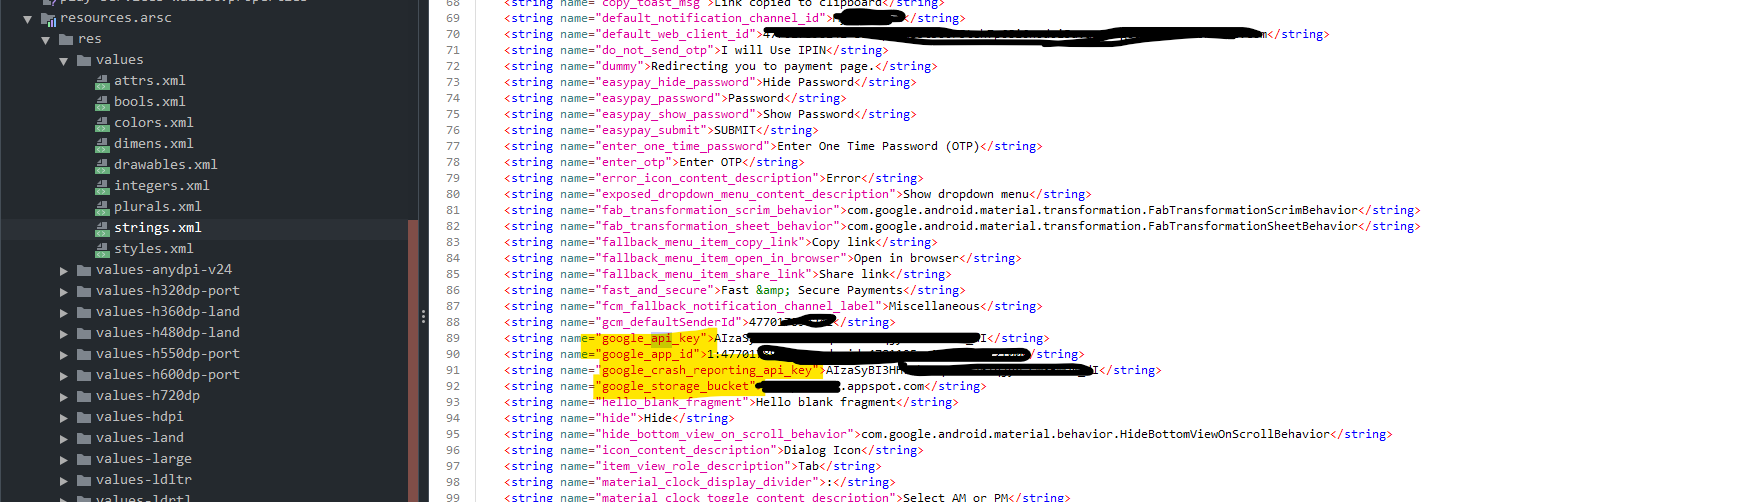 resources.arsc
res
values
attrs.xml
bools.xml
colors.xml
dimens.xml
drawables.xml
integers.xml
plurals.xml
strings.xml
styles.xml
values-anydpi-v24
values-h320dp-port
values-h360dp-land
values-h480dp-land
values-h550dp-port
values-h600dp-port
values-h720dp
values-hdpi
values-land
values-large
values-ldltr
values-ldrtl
68 <string name="copy_toast_msg">Link copied to clipboard</string>
69 <string name="default_notification_channel_id"></string>
70 <string name="default_web_client_id">4</string>
71 <string name="do_not_send_otp">I will Use IPIN</string>
72 <string name="dummy">Redirecting you to payment page.</string>
73 <string name="easypay_hide_password">Hide Password</string>
74 <string name="easypay_password">Password</string>
75 <string name="easypay_show_password">Show Password</string>
76 <string name="easypay_submit">SUBMIT</string>
77 <string name="enter_one_time_password">Enter One Time Password (OTP)</string>
78 <string name="enter_otp">Enter OTP</string>
79 <string name="error_icon_content_description">Error</string>
80 <string name="exposed_dropdown_menu_content_description">Show dropdown menu</string>
81 <string name="fab_transformation_scrim_behavior">com.google.android.material.transformation.FabTransformationScrimBehavior</string>
82 <string name="fab_transformation_sheet_behavior">com.google.android.material.transformation.FabTransformationSheetBehavior</string>
83 <string name="fallback_menu_item_copy_link">Copy link</string>
84 <string name="fallback_menu_item_open_in_browser">Open in browser</string>
85 <string name="fallback_menu_item_share_link">Share link</string>
86 <string name="fast_and_secure">Fast &amp; Secure Payments</string>
87 <string name="fcm_fallback_notification_channel_label">Miscellaneous</string>
88 <string name="gcm_defaultSenderId">47701</string>
89 <string name="google_api_key">AIzaSy</string>
90 <string name="google_app_id">1:47701</string>
91 <string name="google_crash_reporting_api_key">AIzaSyBI3H</string>
92 <string name="google_storage_bucket">.appspot.com</string>
93 <string name="hello_blank_fragment">Hello blank fragment</string>
94 <string name="hide">Hide</string>
95 <string name="hide_bottom_view_on_scroll_behavior">com.google.android.material.behavior.HideBottomViewOnScrollBehavior</string>
96 <string name="icon_content_description">Dialog Icon</string>
97 <string name="item_view_role_description">Tab</string>
98 <string name="material_clock_display_divider">:</string>
99 <string name="material_clock_toggle_content_description">Select AM or PM</string>